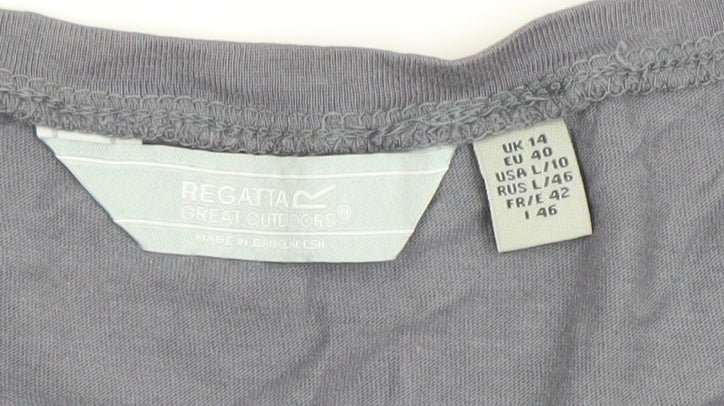 REGATTA
GREAT OUTDOORS®
MADE IN BANGLADESH
UK 14
EU 40
USA L/10
RUS L/46
FR/E 42
I 46